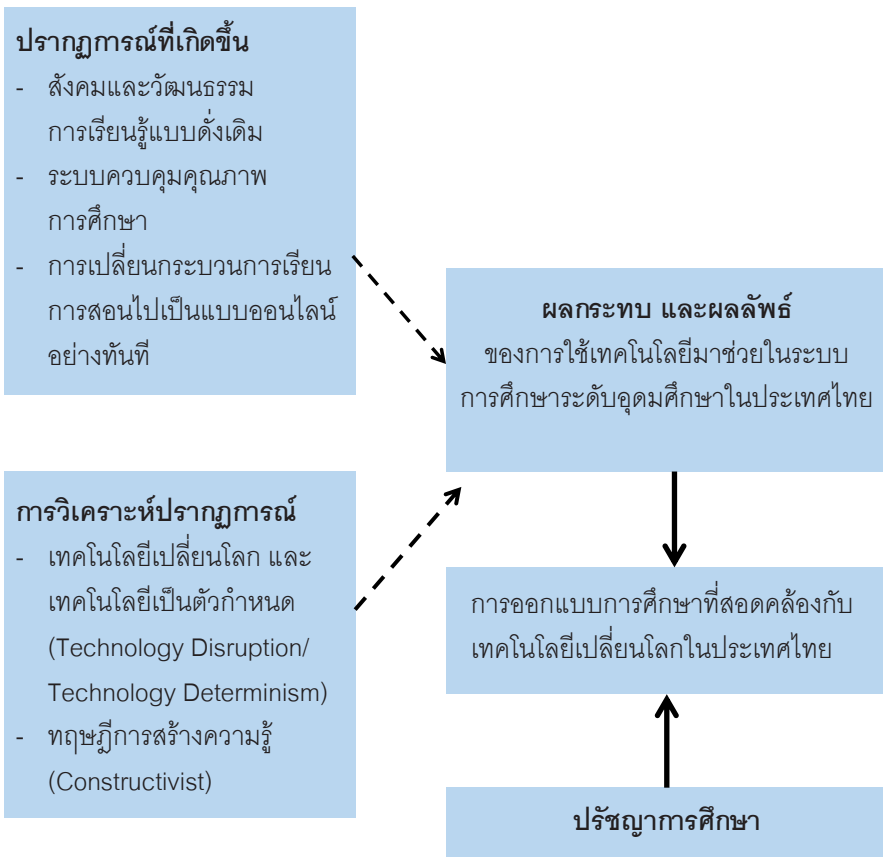 ปรากฏการณ์ที่เกิดขึ้น
- สังคมและวัฒนธรรม
การเรียนรู้แบบดั่งเดิม
- ระบบควบคุมคุณภาพ
การศึกษา
- การเปลี่ยนกระบวนการเรียน
การสอนไปเป็นแบบออนไลน์
อย่างทันที
ผลกระทบ และผลลัพธ์
ของการใช้เทคโนโลยีมาช่วยในระบบ
การศึกษาระดับอุดมศึกษาในประเทศไทย
การวิเคราะห์ปรากฏการณ์
- เทคโนโลยีเปลี่ยนโลก และ
เทคโนโลยีเป็นตัวกำหนด
(Technology Disruption/
Technology Determinism)
- ทฤษฎีการสร้างความรู้
(Constructivist)
การออกแบบการศึกษาที่สอดคล้องกับ
เทคโนโลยีเปลี่ยนโลกในประเทศไทย
ปรัชญาการศึกษา